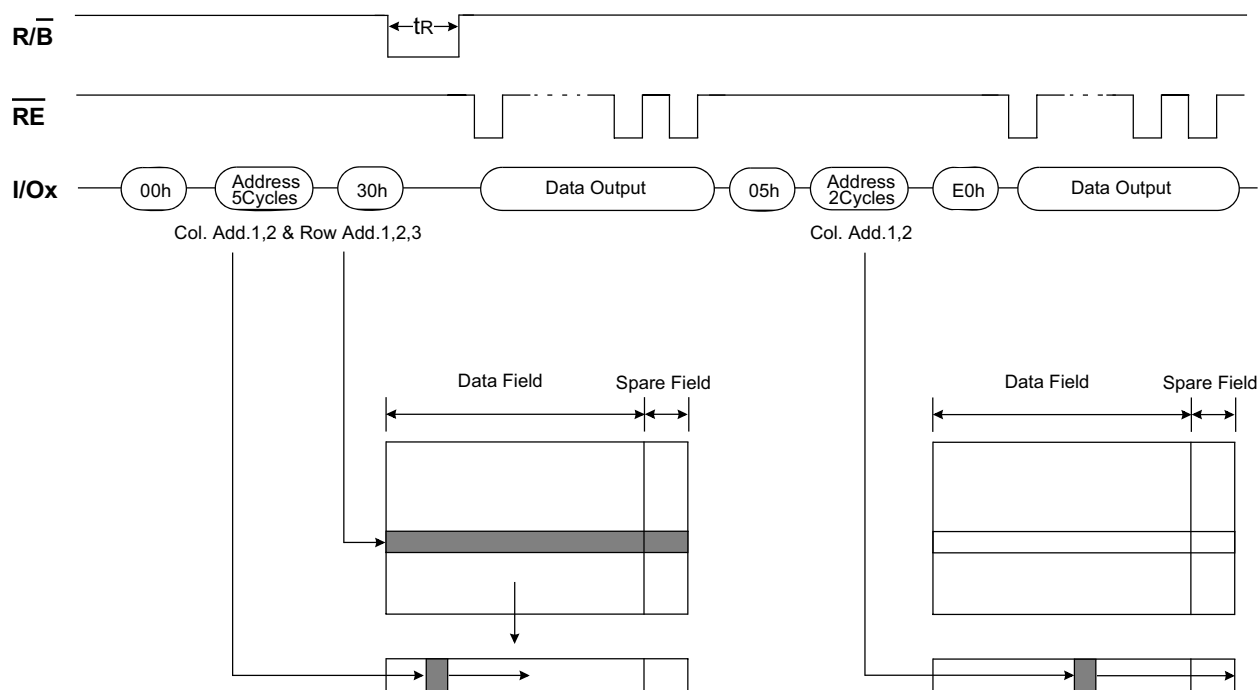 R/B
tR
RE
I/Ox
00h
Address
5Cycles
30h
Data Output
05h
Address
2Cycles
E0h
Data Output
Col. Add.1,2 & Row Add.1,2,3
Col. Add.1,2
Data Field
Spare Field
Data Field
Spare Field